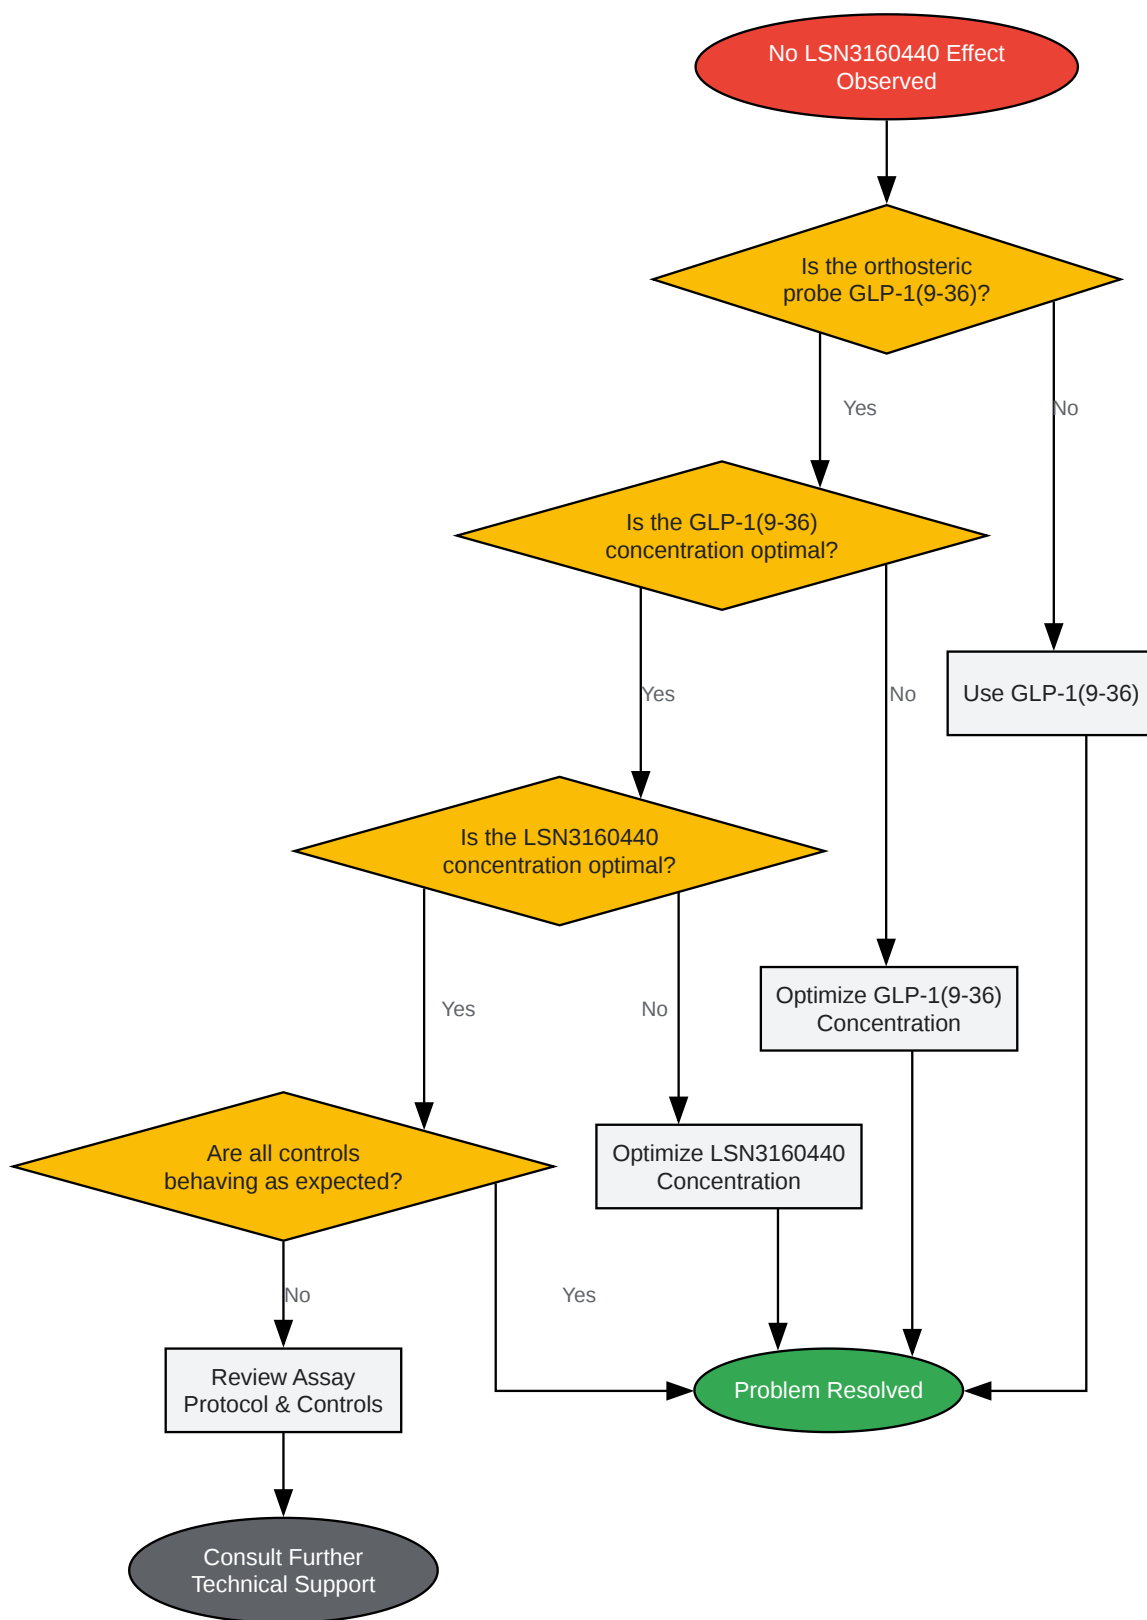 No LSN3160440 Effect
Observed
Is the orthosteric
probe GLP-1(9-36)?
Yes
No
Is the GLP-1(9-36)
concentration optimal?
Yes
No
Use GLP-1(9-36)
Is the LSN3160440
concentration optimal?
Yes
No
Optimize GLP-1(9-36)
Concentration
Are all controls
behaving as expected?
Optimize LSN3160440
Concentration
No
Yes
Review Assay
Protocol & Controls
Problem Resolved
Consult Further
Technical Support